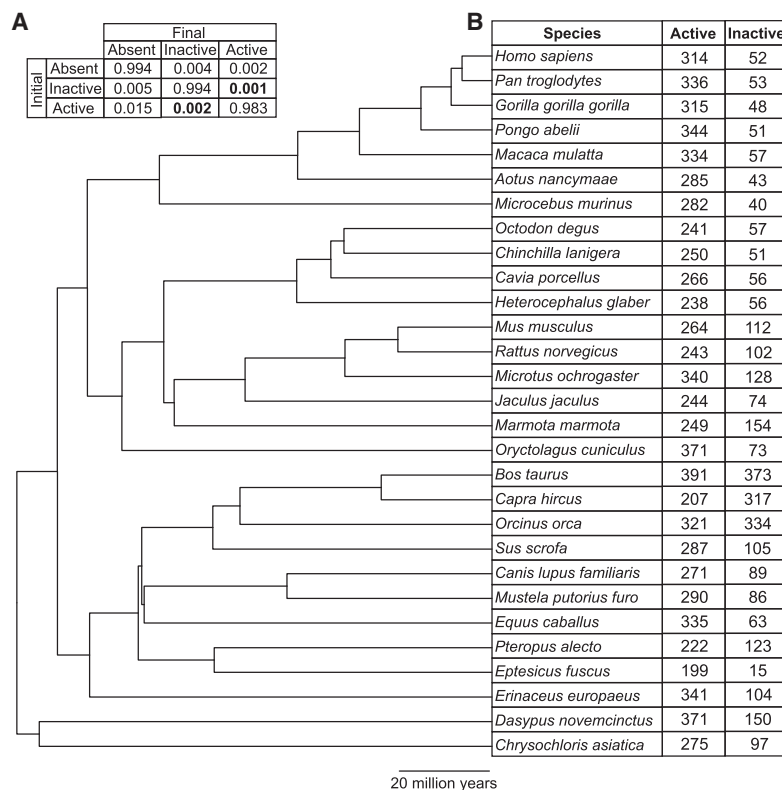 A
Final
Absent Inactive Active
Initial
Absent 0.994 0.004 0.002
Inactive 0.005 0.994 0.001
Active 0.015 0.002 0.983
B
Species Active Inactive
Homo sapiens 314 52
Pan troglodytes 336 53
Gorilla gorilla gorilla 315 48
Pongo abelii 344 51
Macaca mulatta 334 57
Aotus nancymaae 285 43
Microcebus murinus 282 40
Octodon degus 241 57
Chinchilla lanigera 250 51
Cavia porcellus 266 56
Heterocephalus glaber 238 56
Mus musculus 264 112
Rattus norvegicus 243 102
Microtus ochrogaster 340 128
Jaculus jaculus 244 74
Marmota marmota 249 154
Oryctolagus cuniculus 371 73
Bos taurus 391 373
Capra hircus 207 317
Orcinus orca 321 334
Sus scrofa 287 105
Canis lupus familiaris 271 89
Mustela putorius furo 290 86
Equus caballus 335 63
Pteropus alecto 222 123
Eptesicus fuscus 199 15
Erinaceus europaeus 341 104
Dasypus novemcinctus 371 150
Chrysochloris asiatica 275 97
20 million years